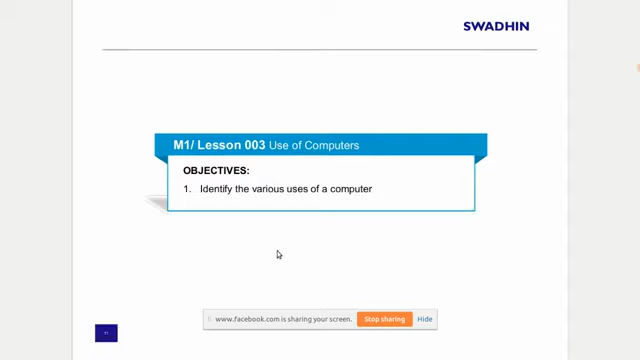 SWADHIN
M1/ Lesson 003 Use of Computers
OBJECTIVES:
1. Identify the various uses of a computer
www.facebook.com is sharing your screen. Stop sharing Hide